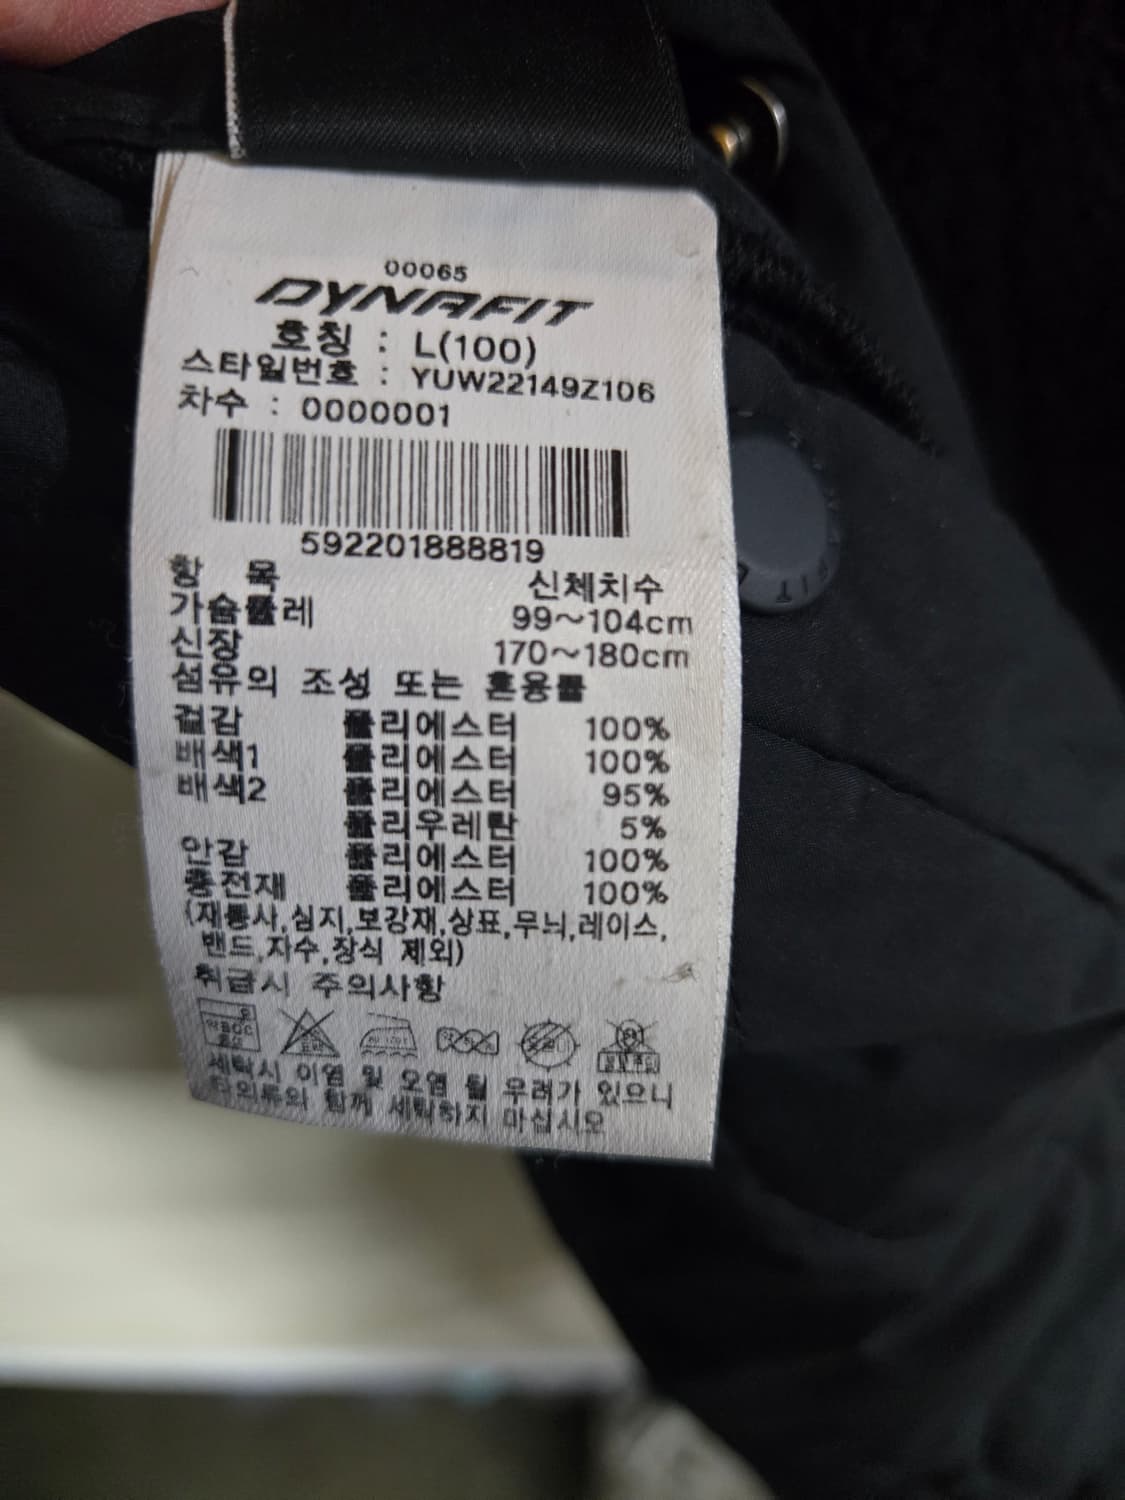 00065
DYNAFIT
호칭 : L(100)
스타일번호 : YUW22149Z106
차수 : 0000001
592201888819
항 목 신체치수
가슴둘레 99~104cm
신장 170~180cm
섬유의 조성 또는 혼용률
겉감 폴리에스터 100%
배색1 폴리에스터 100%
배색2 폴리에스터 95%
폴리우레탄 5%
안감 폴리에스터 100%
충전재 폴리에스터 100%
(재봉사,심지,보강재,상표,무늬,레이스,
밴드,자수,장식 제외)
취급시 주의사항
세탁시 이염 및 오염 될 우려가 있으니
타의류와 함께 세탁하지 마십시오